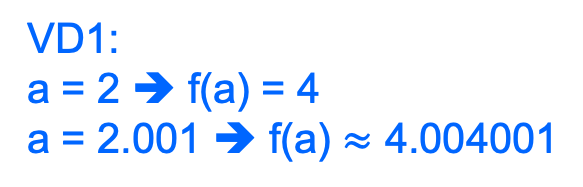 VD1:
a = 2 🡺 f(a) = 4
a = 2.001 🡺 f(a) ≈ 4.004001